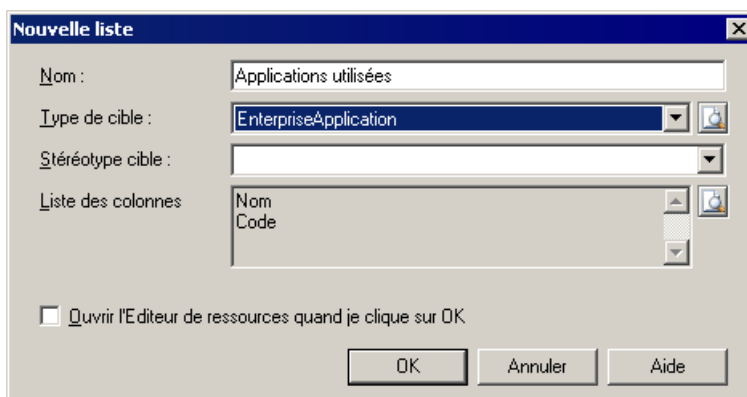 Nouvelle liste
Nom : Applications utilisées
Type de cible : EnterpriseApplication
Stéréotype cible :
Liste des colonnes Nom
Code
Ouvrir l'Editeur de ressources quand je clique sur OK
OK Annuler Aide